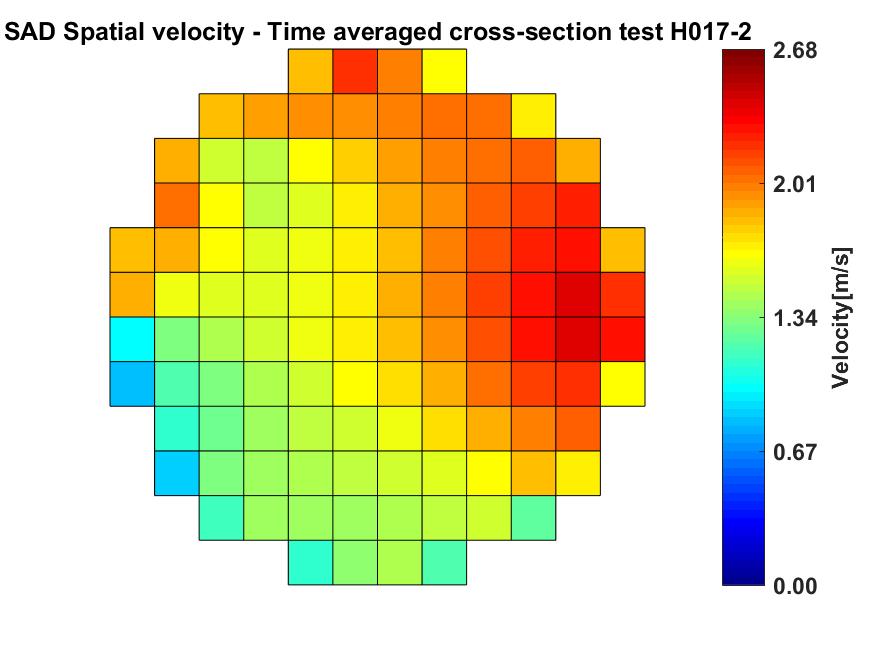 SAD Spatial velocity - Time averaged cross-section test H017-2
2.68
2.01
1.34
0.67
0.00
Velocity[m/s]